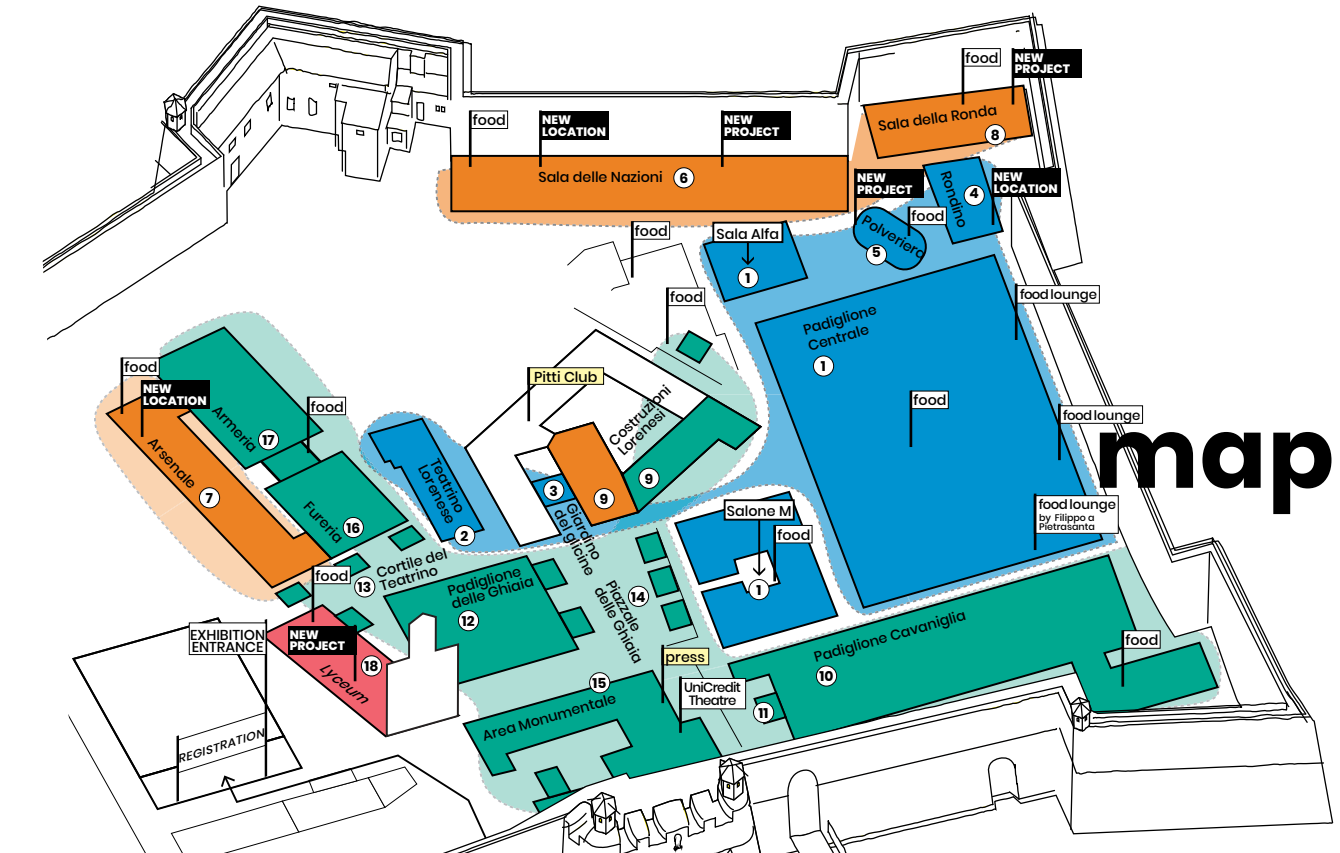 food
NEW
PROJECT
Sala della Ronda
8
food
NEW
LOCATION
NEW
PROJECT
Sala delle Nazioni
6
NEW
PROJECT
Rondino
4
NEW
LOCATION
food
Polveriera
5
food
Sala Alfa
1
food
food lounge
Padiglione
Centrale
1
food
food lounge
map
food lounge
by Filippo a
Pietrasanta
food
NEW
LOCATION
Armeria
17
food
Arsenale
7
Fureria
16
Pitti Club
Costruzioni
Lorenesi
9
9
3
Teatrino
Lorenese
2
Giardino
del glicine
Salone M
food
1
Cortile del
Teatrino
13
food
Padiglione
delle Ghiaia
12
Piazzale
delle Ghiaia
14
EXHIBITION
ENTRANCE
NEW
PROJECT
18
Lyceum
REGISTRATION
press
UniCredit
Theatre
15
Area Monumentale
11
Padiglione Cavaniglia
10
food